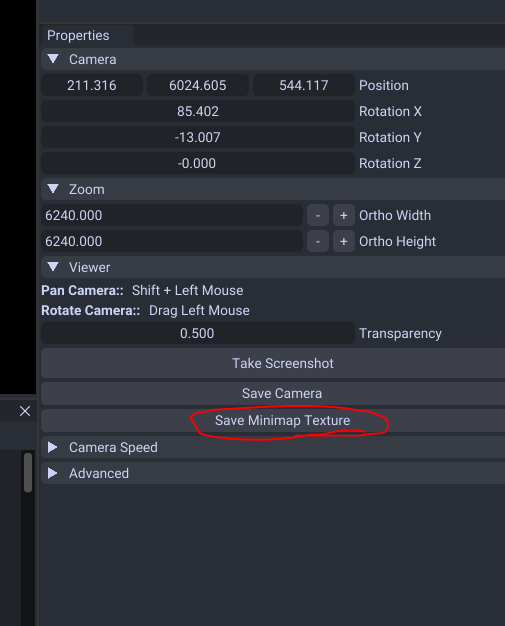 Properties
Camera
211.316 6024.605 544.117 Position
85.402 Rotation X
-13.007 Rotation Y
-0.000 Rotation Z
Zoom
6240.000 - + Ortho Width
6240.000 - + Ortho Height
Viewer
Pan Camera:: Shift + Left Mouse
Rotate Camera:: Drag Left Mouse
0.500 Transparency
Take Screenshot
Save Camera
Save Minimap Texture
Camera Speed
Advanced